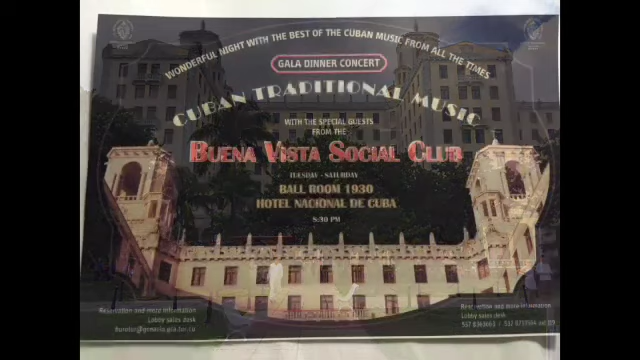 WONDERFUL NIGHT WITH THE BEST OF THE CUBAN MUSIC FROM ALL THE TIMES
GALA DINNER CONCERT
CUBAN TRADITIONAL MUSIC
WITH THE SPECIAL GUESTS
FROM THE
BUENA VISTA SOCIAL CLUB
TUESDAY - SATURDAY
BALL ROOM 1930
HOTEL NACIONAL DE CUBA
8:30 PM
Reservation and more information
Lobby sales desk
Reservation and more information
Lobby sales desk